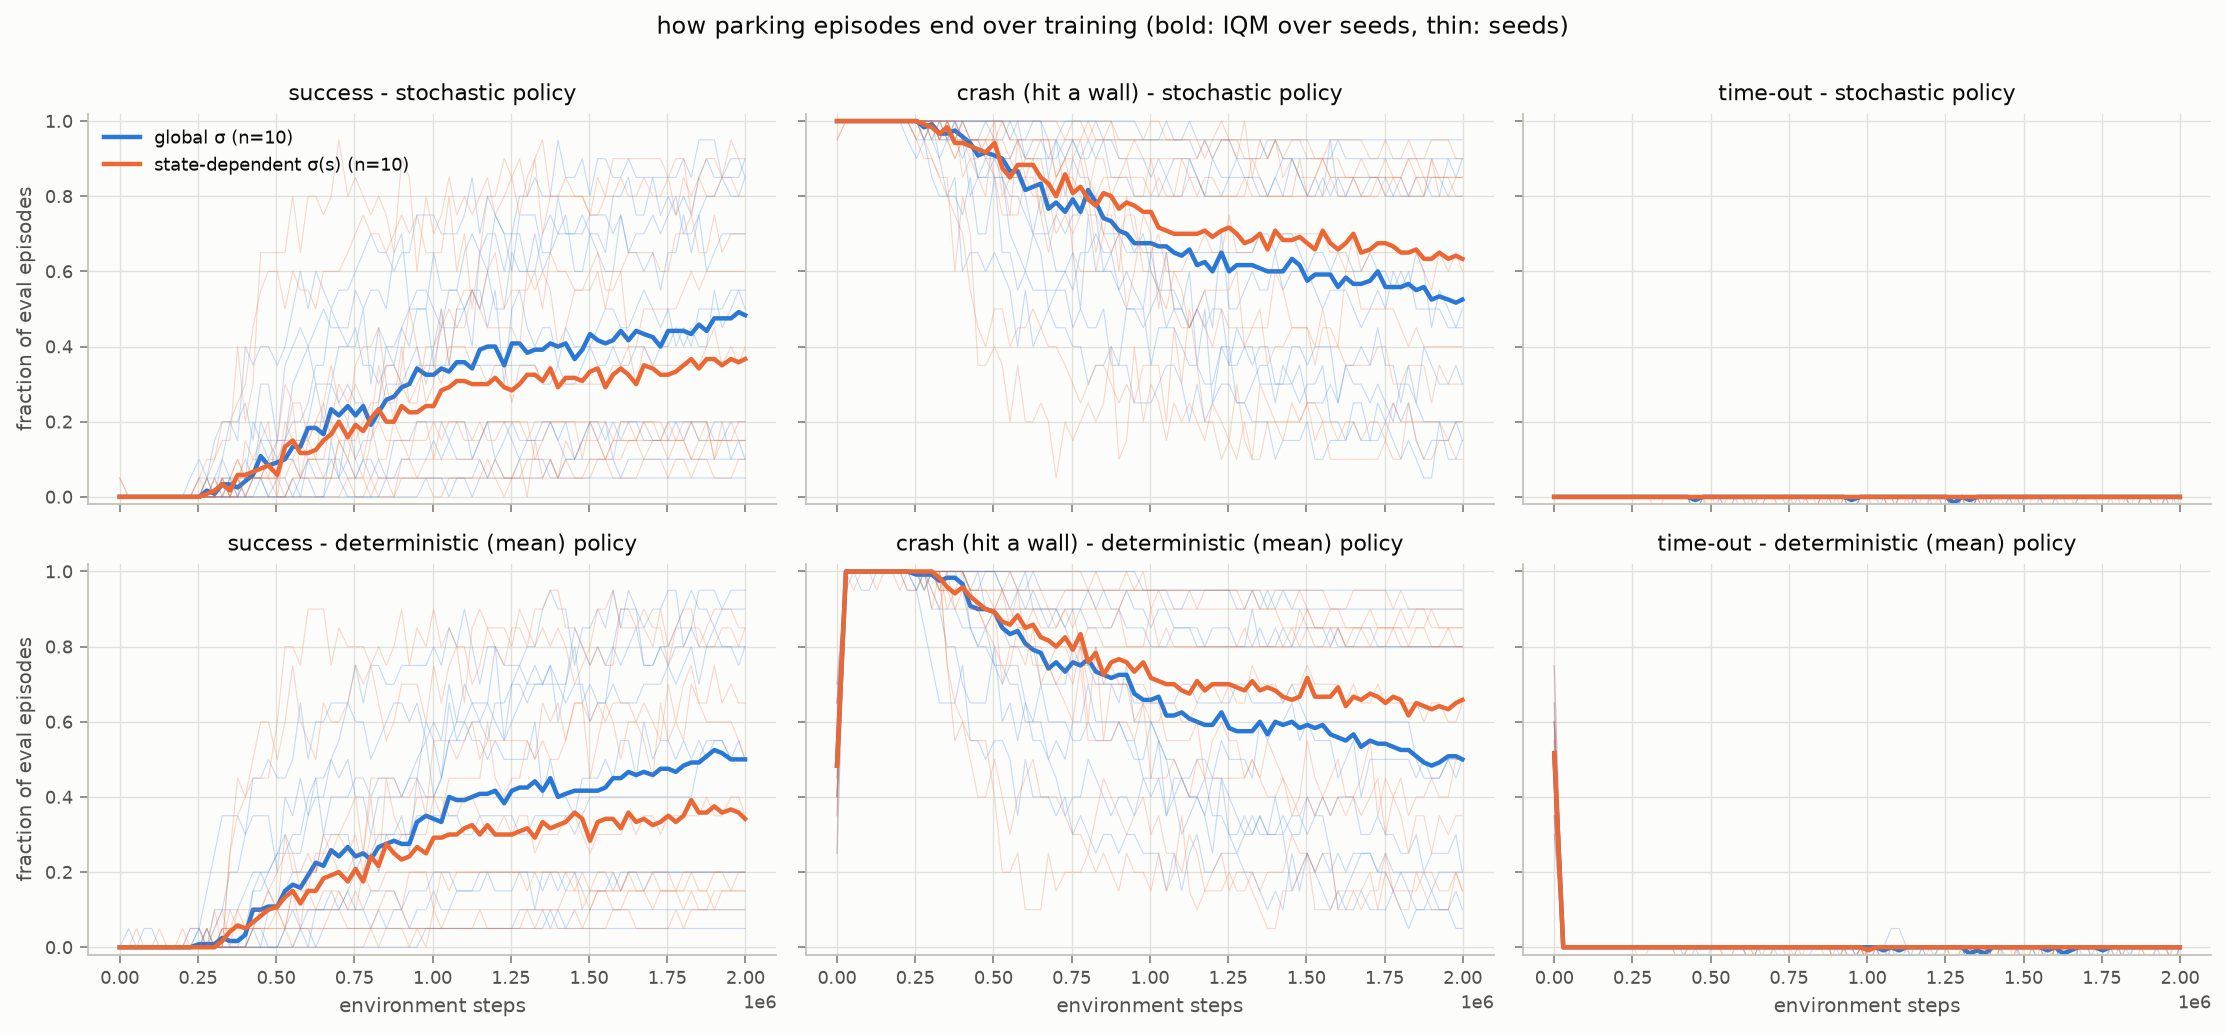 how parking episodes end over training (bold: IQM over seeds, thin: seeds)
success - stochastic policy
crash (hit a wall) - stochastic policy
time-out - stochastic policy
fraction of eval episodes
1.0
0.8
0.6
0.4
0.2
0.0
global σ (n=10)
state-dependent σ(s) (n=10)
success - deterministic (mean) policy
crash (hit a wall) - deterministic (mean) policy
time-out - deterministic (mean) policy
fraction of eval episodes
1.0
0.8
0.6
0.4
0.2
0.0
0.00 0.25 0.50 0.75 1.00 1.25 1.50 1.75 2.00
1e6
environment steps
0.00 0.25 0.50 0.75 1.00 1.25 1.50 1.75 2.00
1e6
environment steps
0.00 0.25 0.50 0.75 1.00 1.25 1.50 1.75 2.00
1e6
environment steps